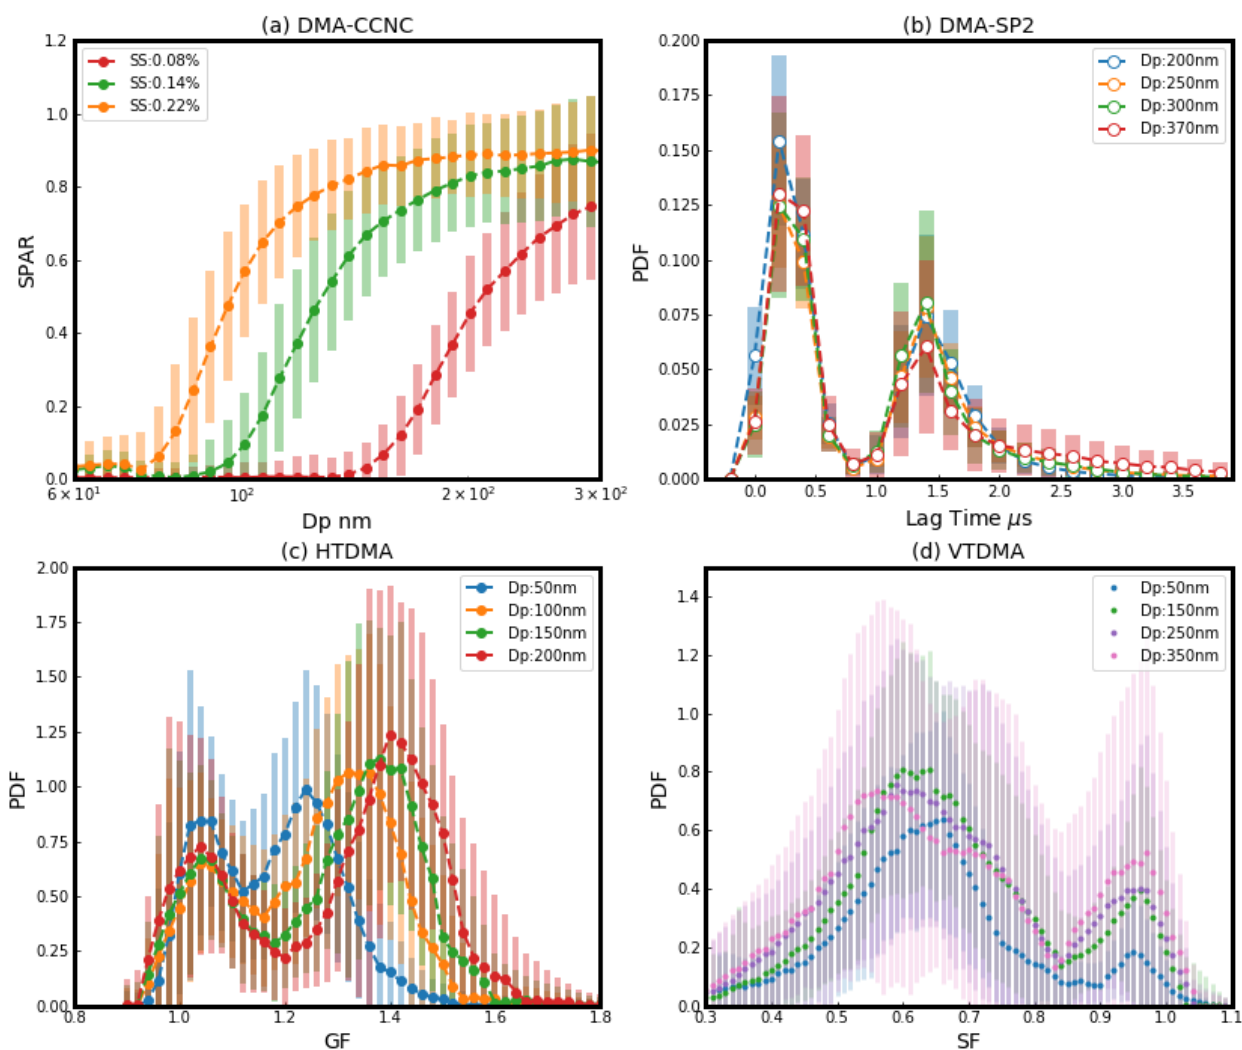 (a) DMA-CCNC
1.2
1.0
0.8
0.6
0.4
0.2
0.0
SPAR
SS:0.08%
SS:0.14%
SS:0.22%
6 × 10¹
10²
2 × 10²
3 × 10²
Dp nm
(b) DMA-SP2
0.200
0.175
0.150
0.125
0.100
0.075
0.050
0.025
0.000
PDF
Dp:200nm
Dp:250nm
Dp:300nm
Dp:370nm
0.0 0.5 1.0 1.5 2.0 2.5 3.0 3.5
Lag Time μs
(c) HTDMA
2.00
1.75
1.50
1.25
1.00
0.75
0.50
0.25
0.00
PDF
Dp:50nm
Dp:100nm
Dp:150nm
Dp:200nm
0.8 1.0 1.2 1.4 1.6 1.8
GF
(d) VTDMA
1.4
1.2
1.0
0.8
0.6
0.4
0.2
0.0
PDF
Dp:50nm
Dp:150nm
Dp:250nm
Dp:350nm
0.3 0.4 0.5 0.6 0.7 0.8 0.9 1.0 1.1
SF